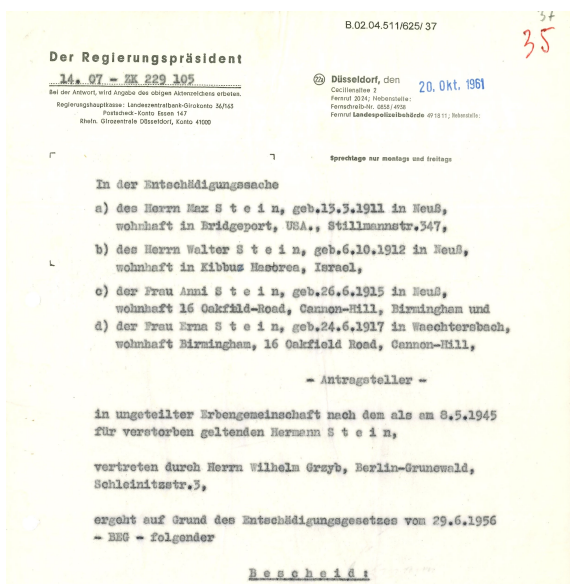 B.02.04.511/625/ 37
37
35
Der Regierungspräsident
14. 07 - ZK 229 105
Bei der Antwort, wird Angabe des obigen Aktenzeichens erbeten.
Regierungshauptkasse: Landeszentralbank-Girokonto 36/165
Postscheck-Konto Essen 147
Rhein. Girozentrale Düsseldorf, Konto 41000
22a Düsseldorf, den 20. Okt. 1961
Cecilienallee 2
Fernruf 2024; Nebenstelle:
Fernschreib-Nr. 0858/4938
Fernruf Landespolizeibehörde 491811; Nebenstelle:
Sprechtage nur montags und freitags
In der Entschädigungssache
a) des Herrn Max S t e i n, geb.13.3.1911 in Neuß,
wohnhaft in Bridgeport, USA., Stillmannstr.347,
b) des Herrn Walter S t e i n, geb.6.10.1912 in Neuß,
wohnhaft in Kibbus Hasorea, Israel,
c) der Frau Anni S t e i n, geb.26.6.1915 in Neuß,
wohnhaft 16 Oakfild-Road, Cannon-Hill, Birmingham und
d) der Frau Erna S t e i n, geb.24.6.1917 in Waechtersbach,
wohnhaft Birmingham, 16 Oakfield Road, Cannon-Hill,
- Antragsteller -
in ungeteilter Erbengemeinschaft nach dem als am 8.5.1945
für verstorben geltenden Hermann S t e i n,
vertreten durch Herrn Wilhelm Grzyb, Berlin-Grunewald,
Schleinitzstr.3,
ergeht auf Grund des Entschädigungsgesetzes vom 29.6.1956
- BEG - folgender
B e s c h e i d :